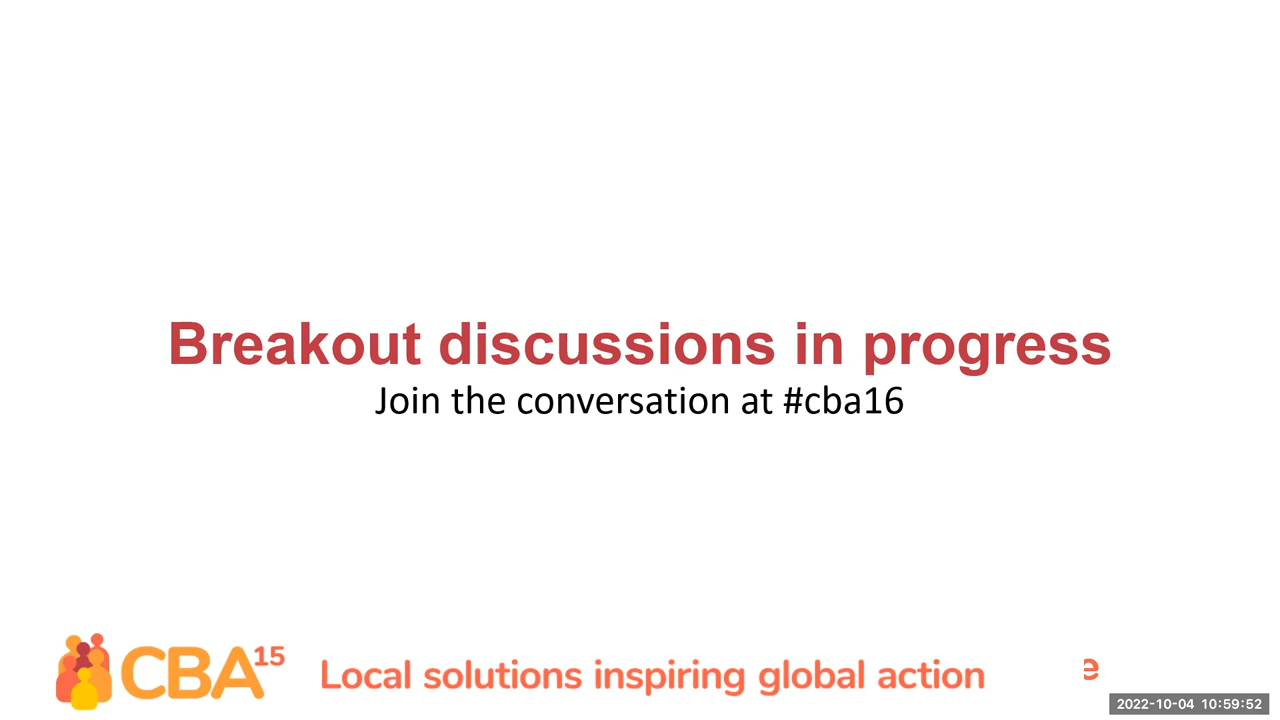 Breakout discussions in progress
Join the conversation at #cba16
CBA15
Local solutions inspiring global action
e
2022-10-04 10:59:52